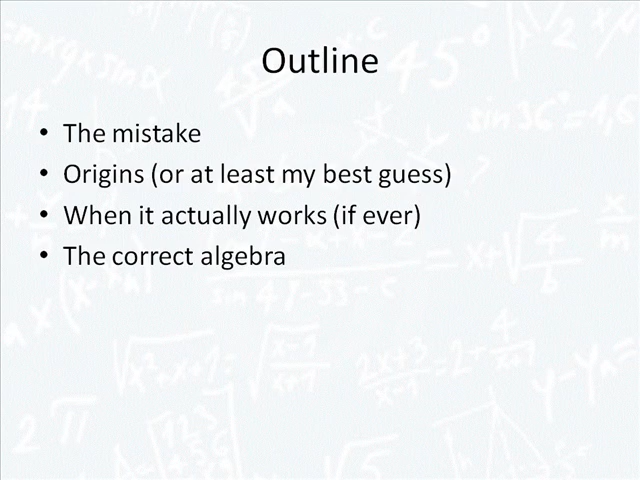 Outline
• The mistake
• Origins (or at least my best guess)
• When it actually works (if ever)
• The correct algebra